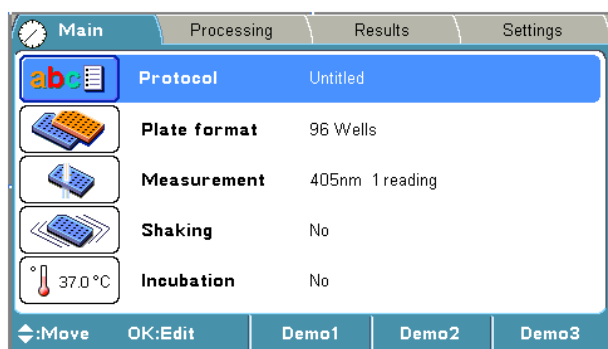 Main Processing Results Settings
abc Protocol Untitled
Plate format 96 Wells
Measurement 405nm 1 reading
Shaking No
37.0°C Incubation No
:Move OK:Edit Demo1 Demo2 Demo3